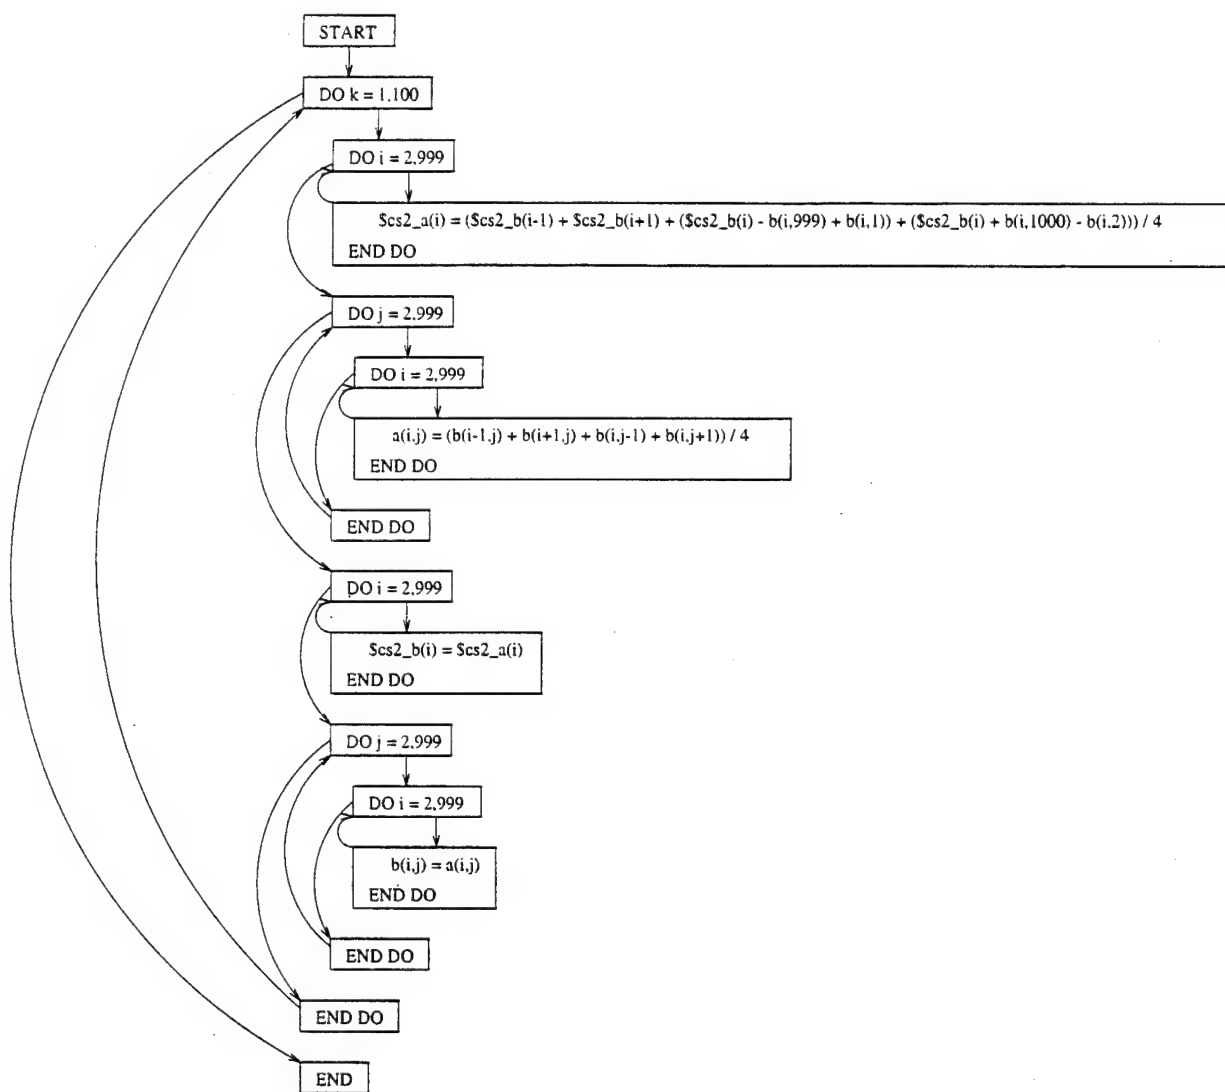 START
DO k = 1,100
DO i = 2,999
$cs2_a(i) = ($cs2_b(i-1) + $cs2_b(i+1) + ($cs2_b(i) - b(i,999) + b(i,1)) + ($cs2_b(i) + b(i,1000) - b(i,2))) / 4
END DO
DO j = 2,999
DO i = 2,999
a(i,j) = (b(i-1,j) + b(i+1,j) + b(i,j-1) + b(i,j+1)) / 4
END DO
END DO
DO i = 2,999
$cs2_b(i) = $cs2_a(i)
END DO
DO j = 2,999
DO i = 2,999
b(i,j) = a(i,j)
END DO
END DO
END DO
END